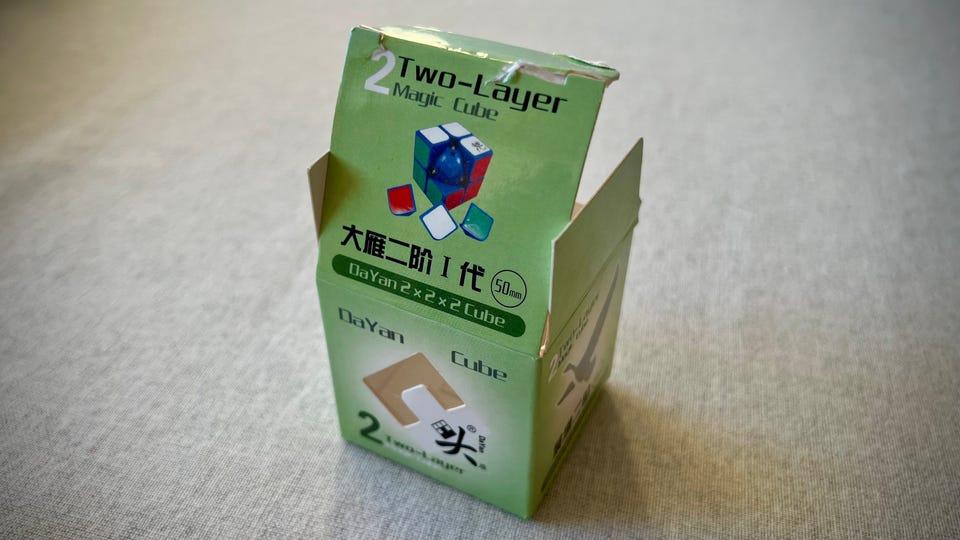 2 Two-Layer
Magic Cube
大雁二阶 I 代
50mm
DaYan 2×2×2 Cube
DaYan Cube
头
®
2 Two-Layer